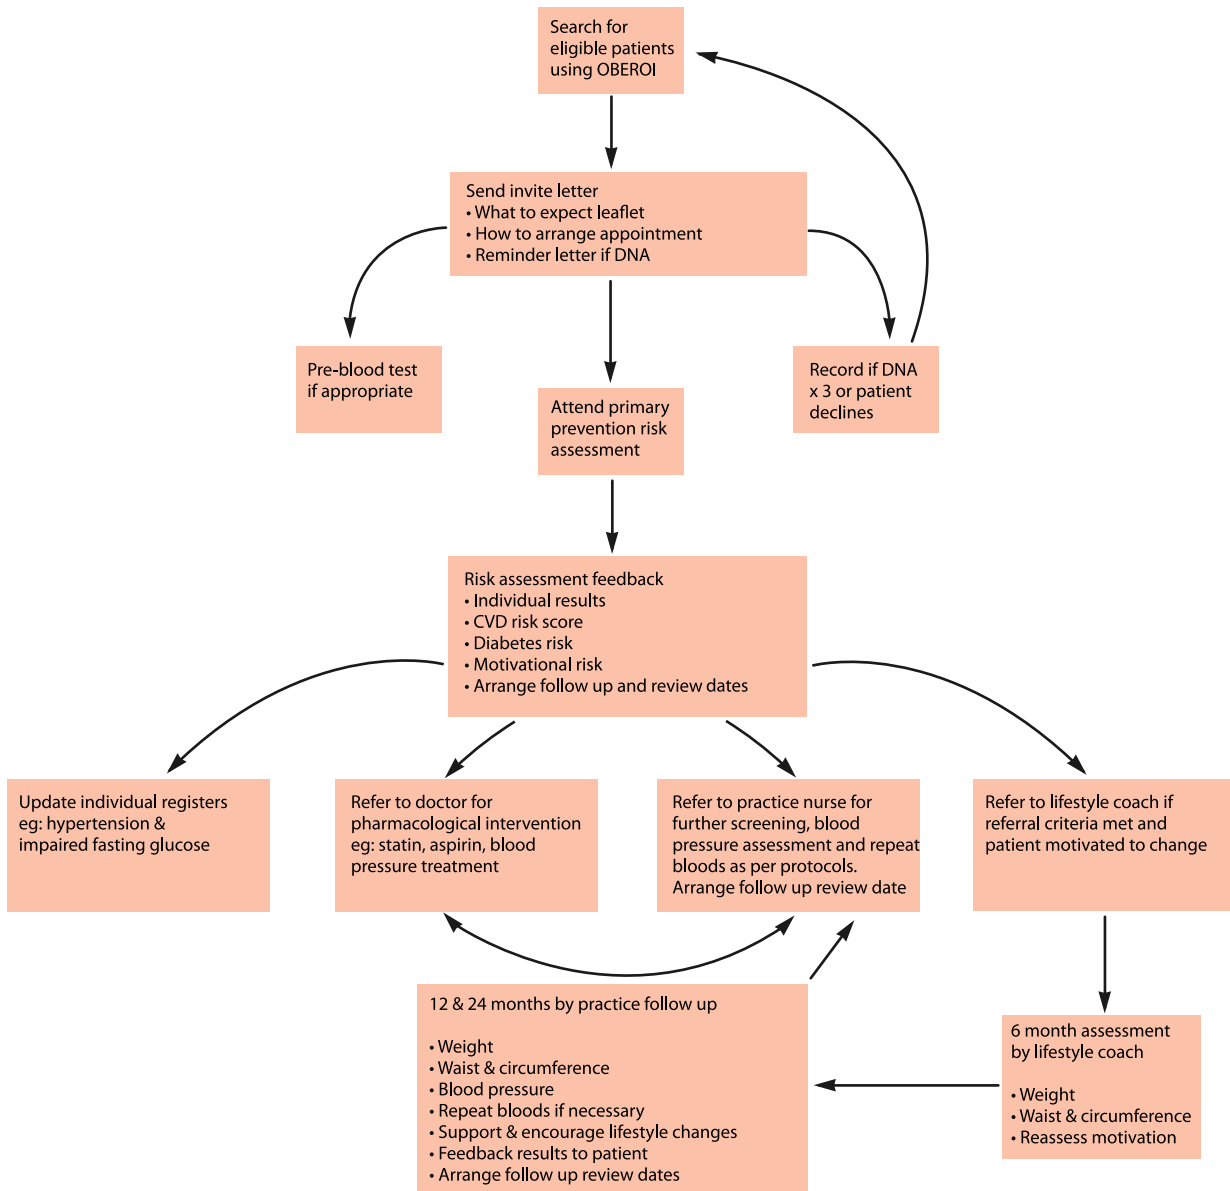 Search for
eligible patients
using OBEROI
Send invite letter
• What to expect leaflet
• How to arrange appointment
• Reminder letter if DNA
Pre-blood test
if appropriate
Record if DNA
x 3 or patient
declines
Attend primary
prevention risk
assessment
Risk assessment feedback
• Individual results
• CVD risk score
• Diabetes risk
• Motivational risk
• Arrange follow up and review dates
Update individual registers
eg: hypertension &
impaired fasting glucose
Refer to doctor for
pharmacological intervention
eg: statin, aspirin, blood
pressure treatment
Refer to practice nurse for
further screening, blood
pressure assessment and repeat
bloods as per protocols.
Arrange follow up review date
Refer to lifestyle coach if
referral criteria met and
patient motivated to change
12 & 24 months by practice follow up
• Weight
• Waist & circumference
• Blood pressure
• Repeat bloods if necessary
• Support & encourage lifestyle changes
• Feedback results to patient
• Arrange follow up review dates
6 month assessment
by lifestyle coach
• Weight
• Waist & circumference
• Reassess motivation